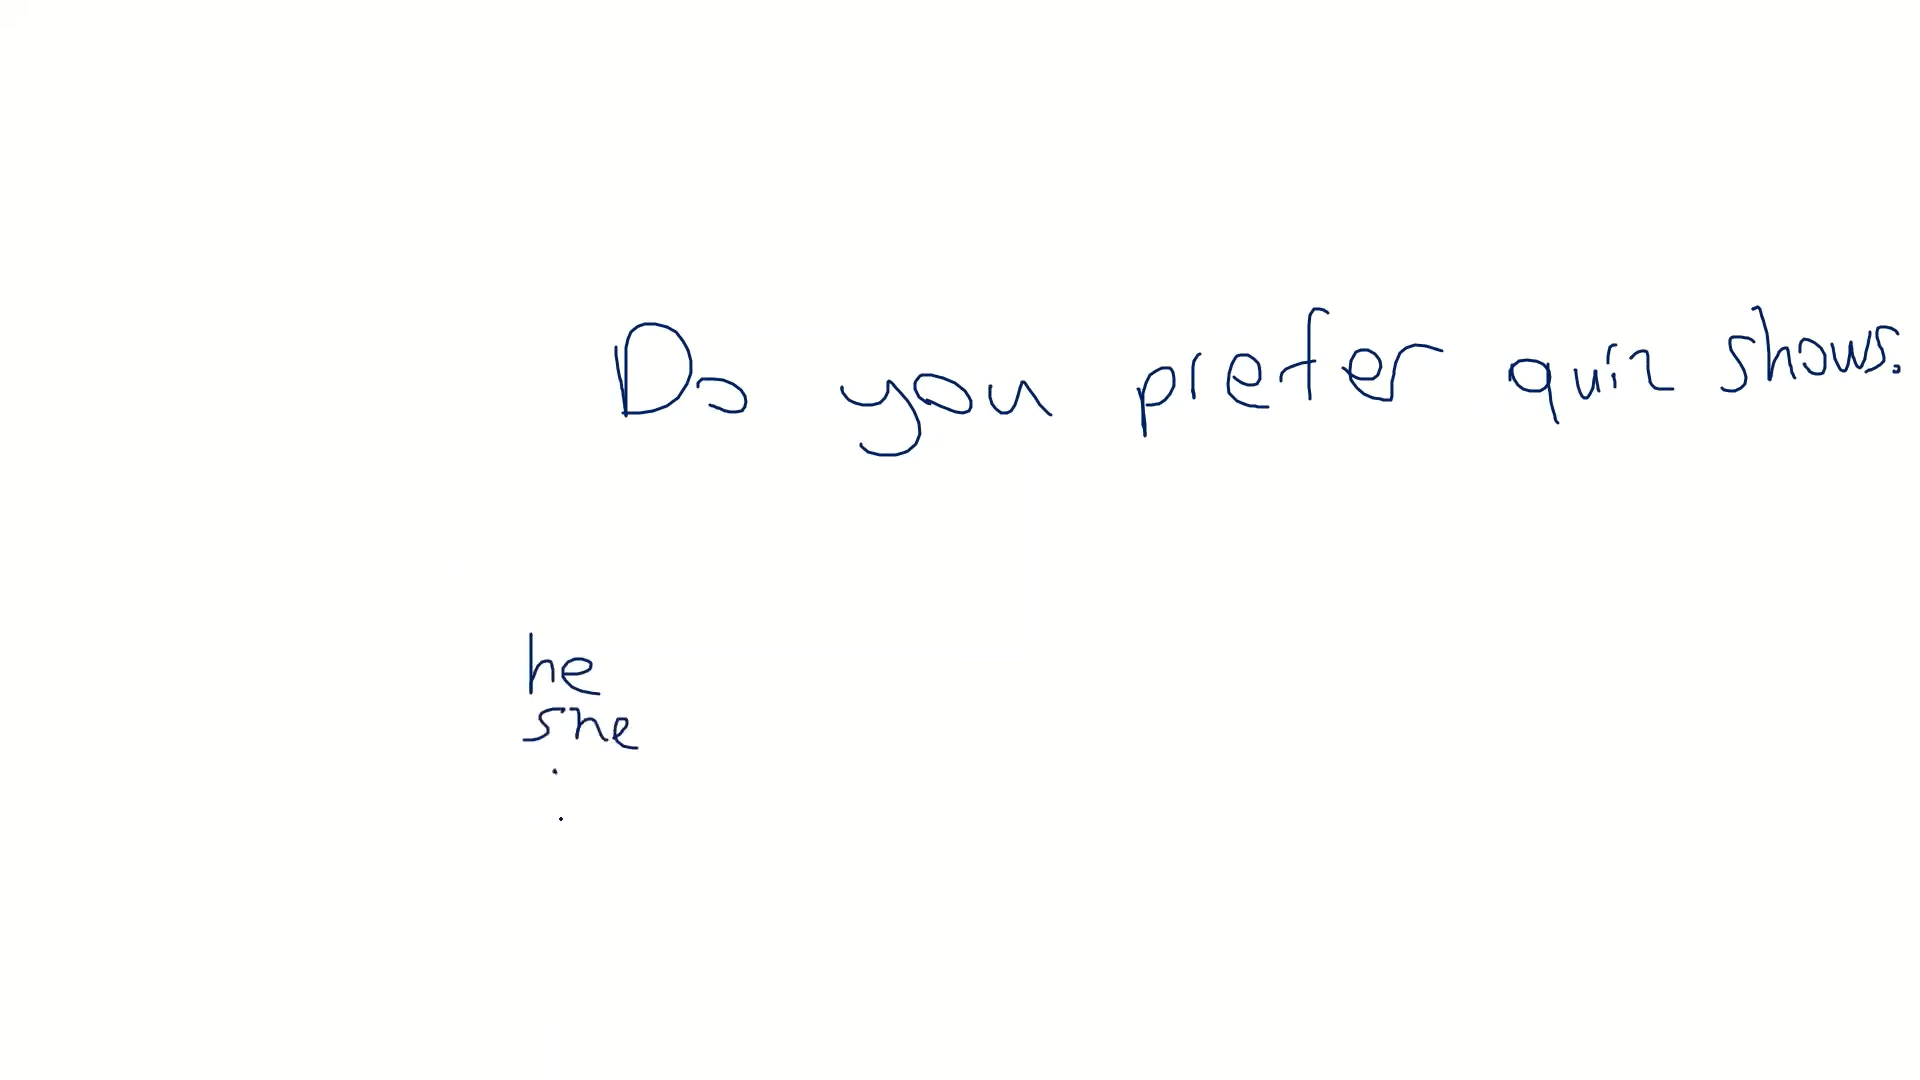 Do you prefer quiz shows.
he
she
.
.